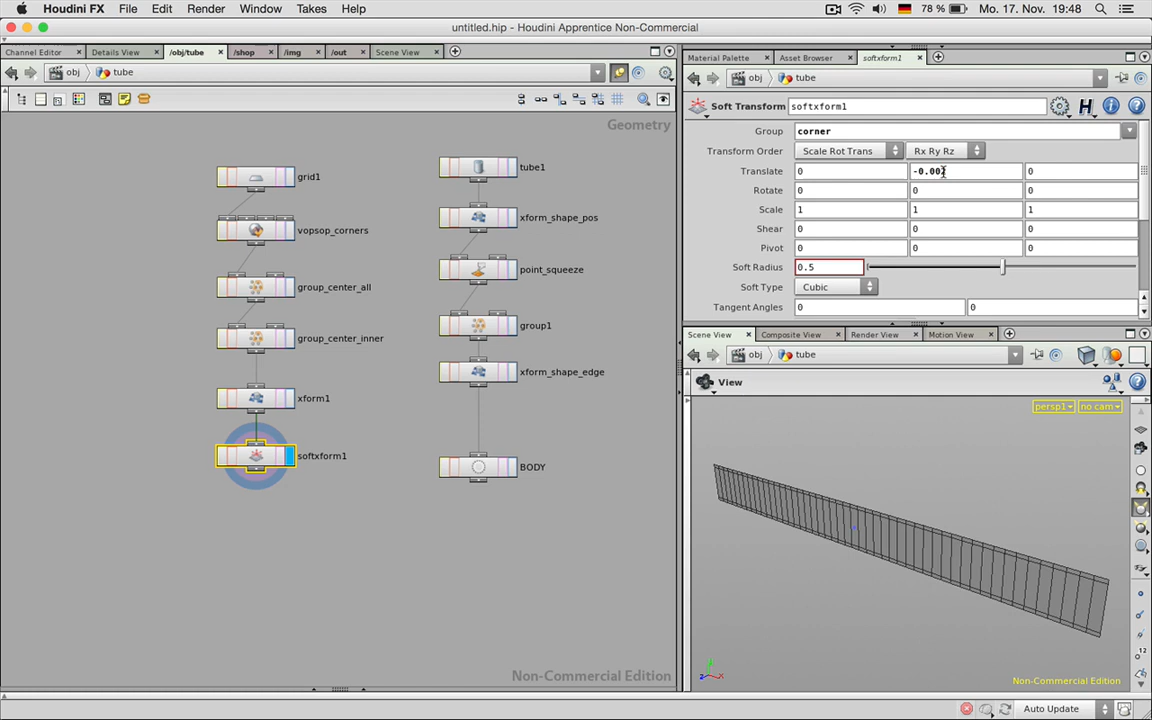 Houdini FX File Edit Render Window Takes Help 78 % Mo. 17. Nov. 19:48
untitled.hip - Houdini Apprentice Non-Commercial
Channel Editor Details View /obj/tube /shop /img /out Scene View
Material Palette Asset Browser softxform1
obj tube
obj tube
Soft Transform softxform1
Geometry
Group corner
Transform Order Scale Rot Trans Rx Ry Rz
Translate 0 -0.002 0
Rotate 0 0 0
Scale 1 1 1
Shear 0 0 0
Pivot 0 0 0
Soft Radius 0.5
Soft Type Cubic
Tangent Angles 0 0
grid1
tube1
vopsop_corners
xform_shape_pos
group_center_all
point_squeeze
group_center_inner
group1
xform1
xform_shape_edge
softxform1
BODY
Non-Commercial Edition
Scene View Composite View Render View Motion View
obj tube
View
persp1 no cam
12
Non-Commercial Edition
Auto Update